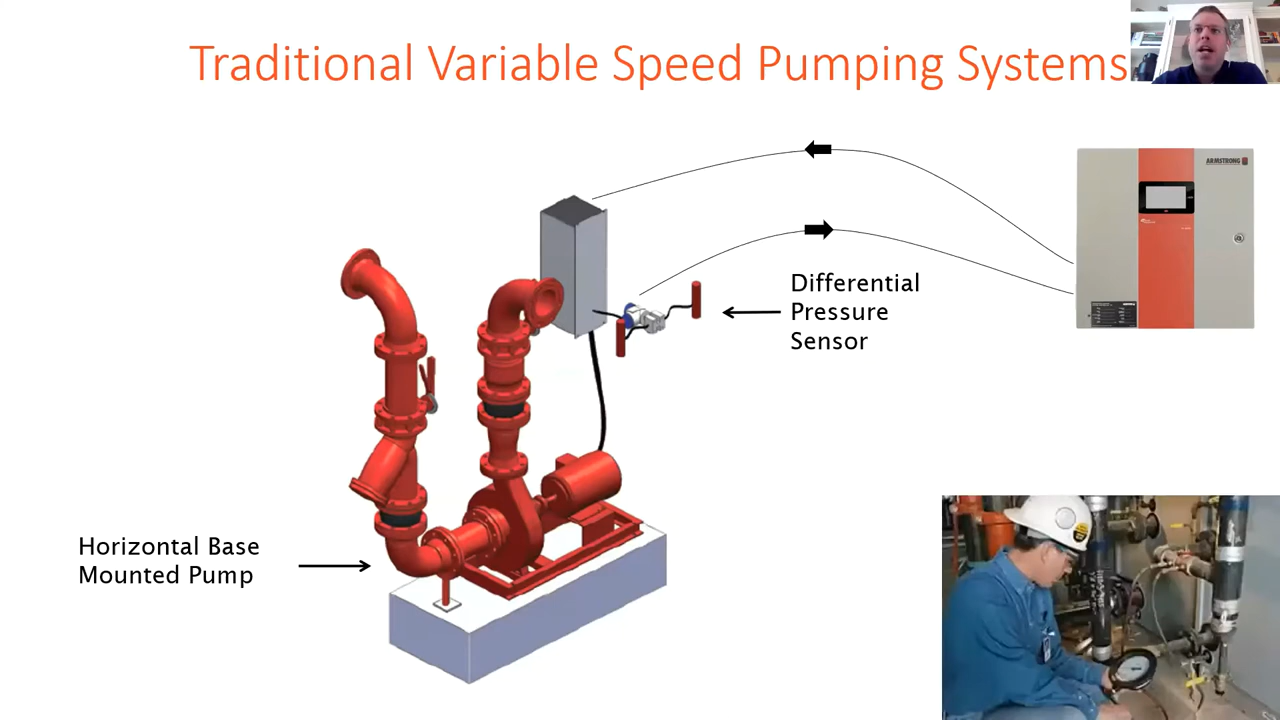 Traditional Variable Speed Pumping Systems
ARMSTRONG
Differential
Pressure
Sensor
Horizontal Base
Mounted Pump